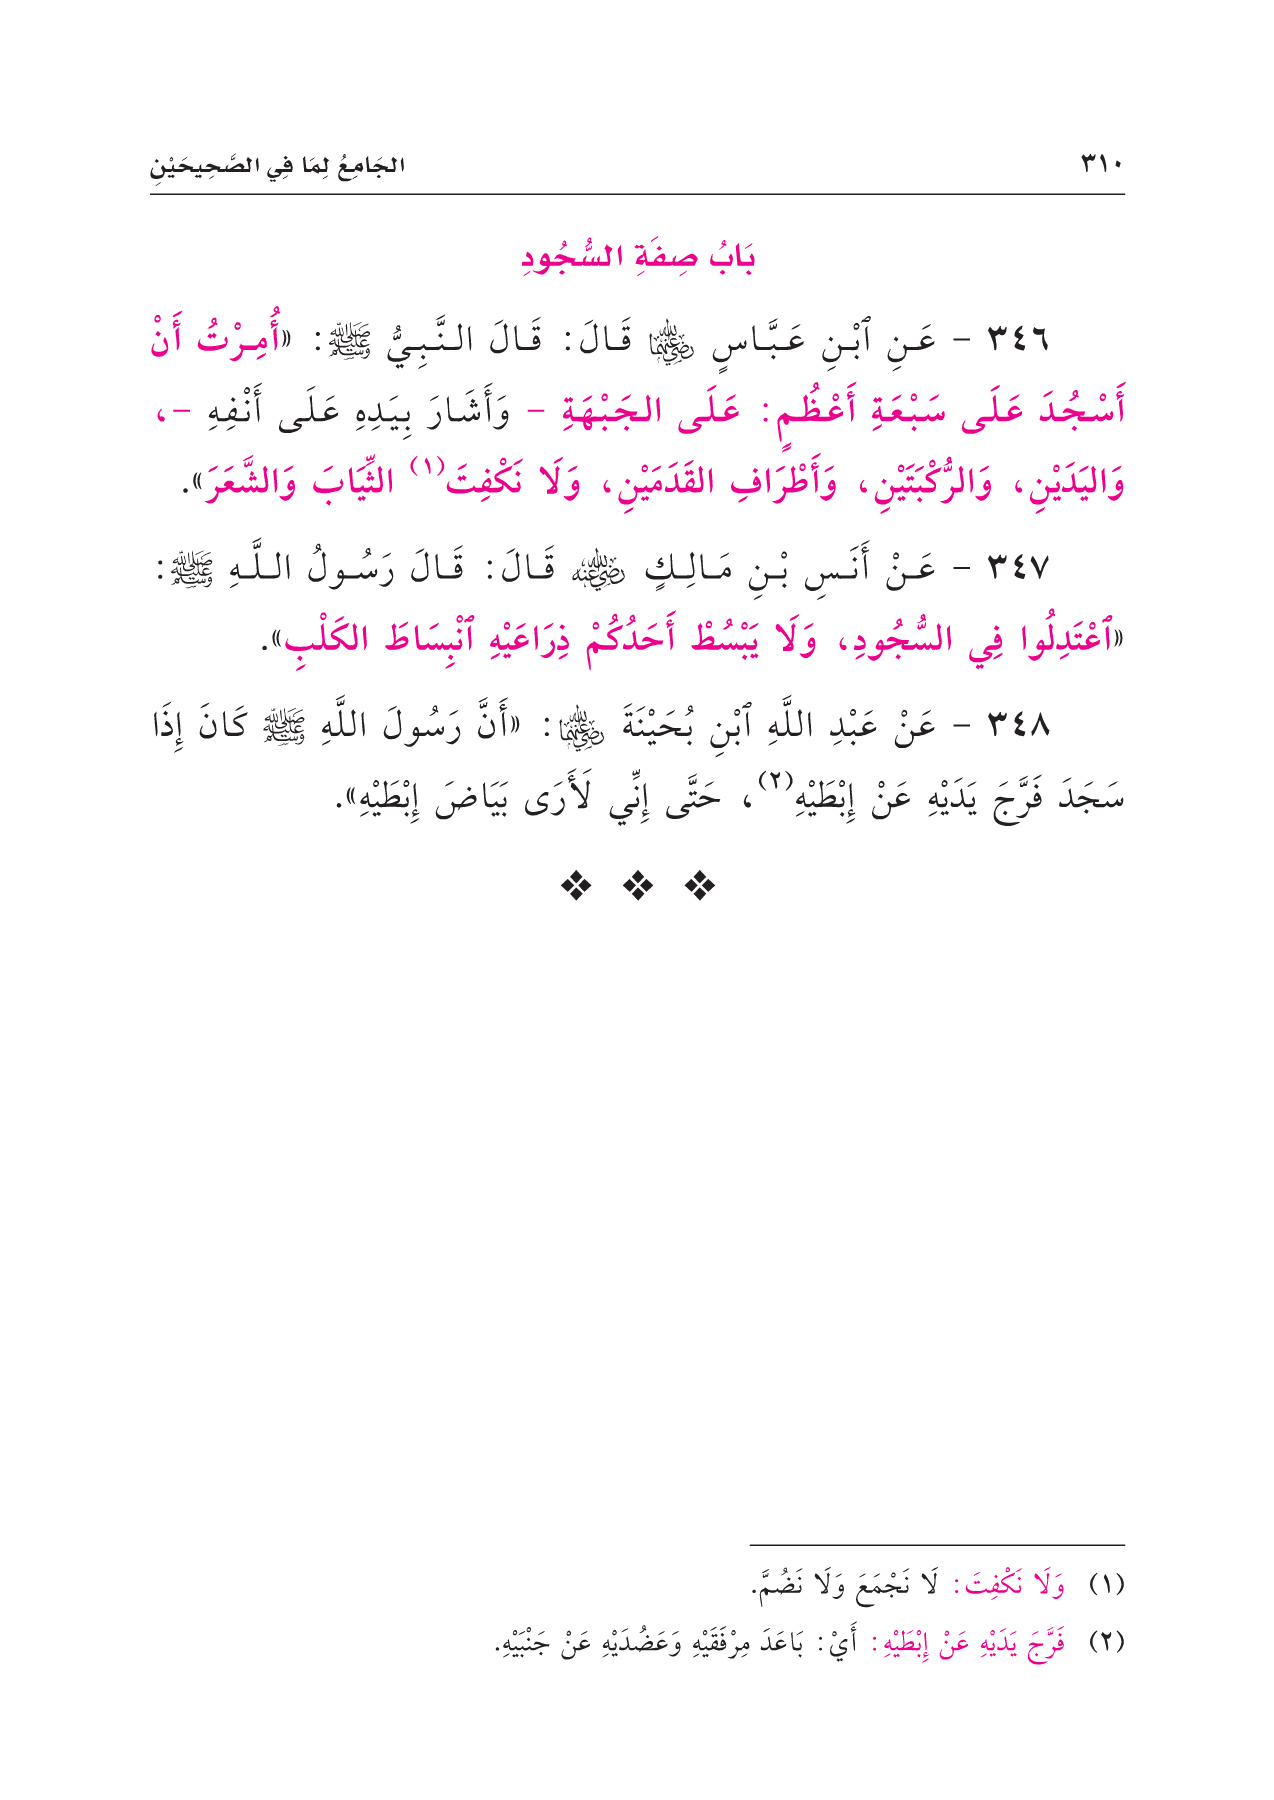 ٣١٠
الجَامِعُ لِمَا فِي الصَّحِيحَيْنِ
بَابُ صِفَةِ السُّجُودِ
٣٤٦ - عَنِ ٱبْنِ عَبَّاسٍ رضي الله عنهما قَالَ: قَالَ النَّبِيُّ ﷺ: «أُمِرْتُ أَنْ
أَسْجُدَ عَلَى سَبْعَةِ أَعْظُمٍ: عَلَى الجَبْهَةِ - وَأَشَارَ بِيَدِهِ عَلَى أَنْفِهِ -،
وَاليَدَيْنِ، وَالرُّكْبَتَيْنِ، وَأَطْرَافِ القَدَمَيْنِ، وَلَا نَكْفِتَ(١) الثِّيَابَ وَالشَّعَرَ».
٣٤٧ - عَنْ أَنَسِ بْنِ مَالِكٍ رضي الله عنه قَالَ: قَالَ رَسُولُ اللَّهِ ﷺ:
«ٱعْتَدِلُوا فِي السُّجُودِ، وَلَا يَبْسُطْ أَحَدُكُمْ ذِرَاعَيْهِ ٱنْبِسَاطَ الكَلْبِ».
٣٤٨ - عَنْ عَبْدِ اللَّهِ ٱبْنِ بُحَيْنَةَ رضي الله عنهما: «أَنَّ رَسُولَ اللَّهِ ﷺ كَانَ إِذَا
سَجَدَ فَرَّجَ يَدَيْهِ عَنْ إِبْطَيْهِ(٢)، حَتَّى إِنِّي لَأَرَى بَيَاضَ إِبْطَيْهِ».
(١) وَلَا نَكْفِتَ: لَا نَجْمَعَ وَلَا نَضُمَّ.
(٢) فَرَّجَ يَدَيْهِ عَنْ إِبْطَيْهِ: أَيْ: بَاعَدَ مِرْفَقَيْهِ وَعَضُدَيْهِ عَنْ جَنْبَيْهِ.